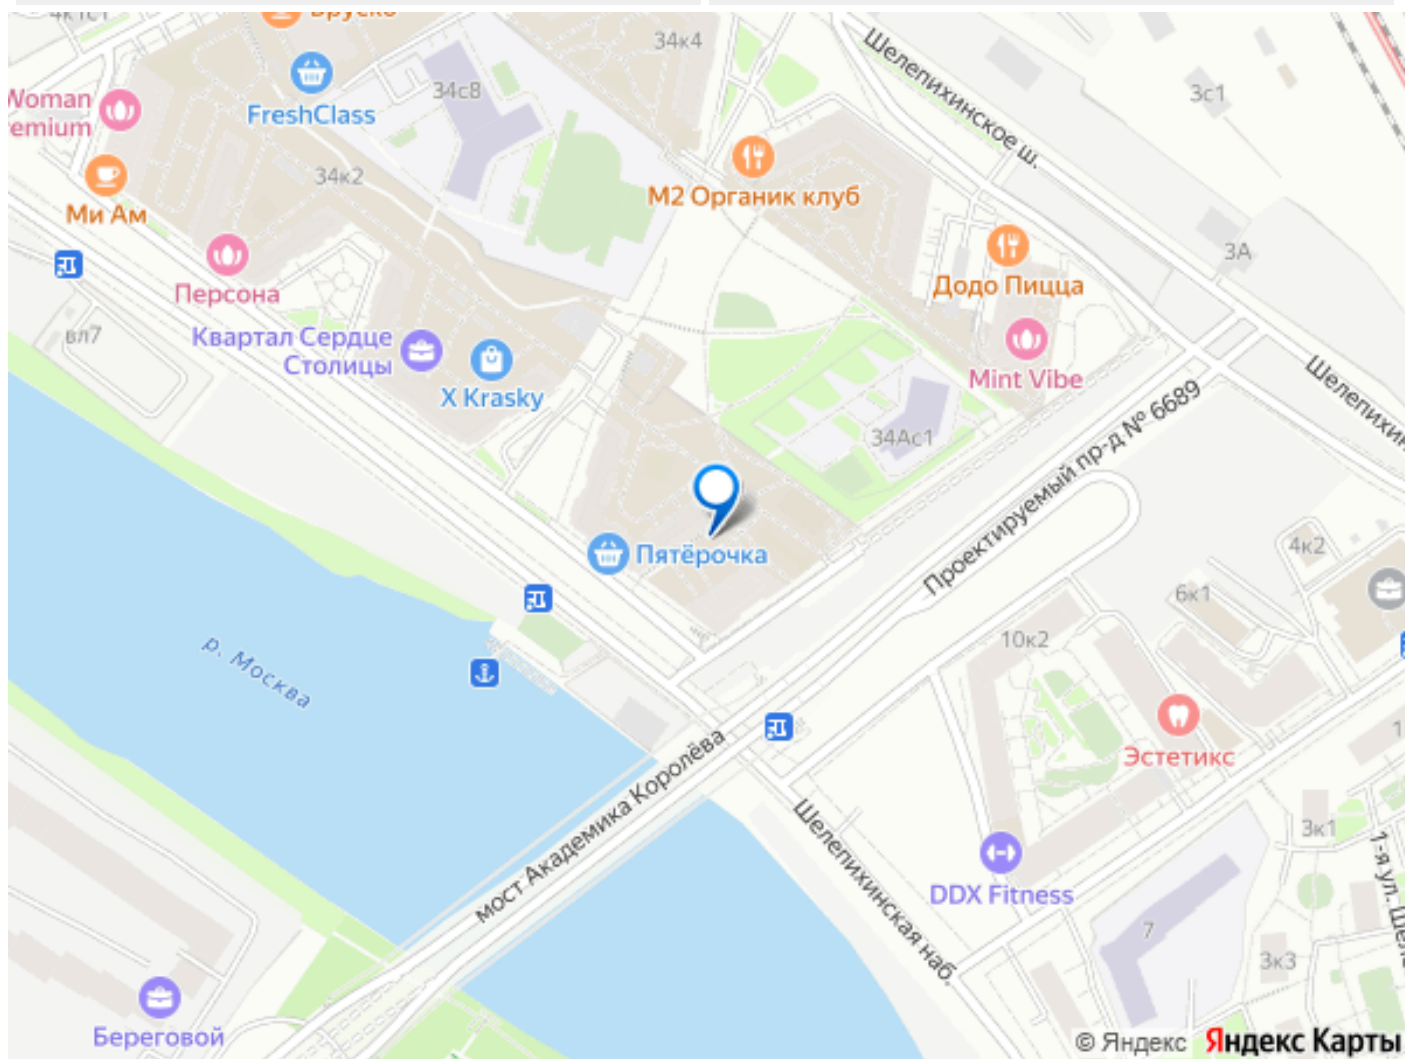 4к1с1
34к4
Шелепихинское ш.
3с1
34с8
FreshClass
Woman
34к2
М2 Органик клуб
Ми Ам
3А
Додо Пицца
Персона
вл7
Квартал Сердце
Столицы
X Krasky
Mint Vibe
34Ас1
Проектируемый пр-д № 6689
Пятёрочка
4к2
6к1
10к2
р. Москва
Эстетикс
мост Академика Королёва
Шелепихинская наб.
3к1
DDX Fitness
7
3к3
Береговой
© Яндекс Яндекс Карты